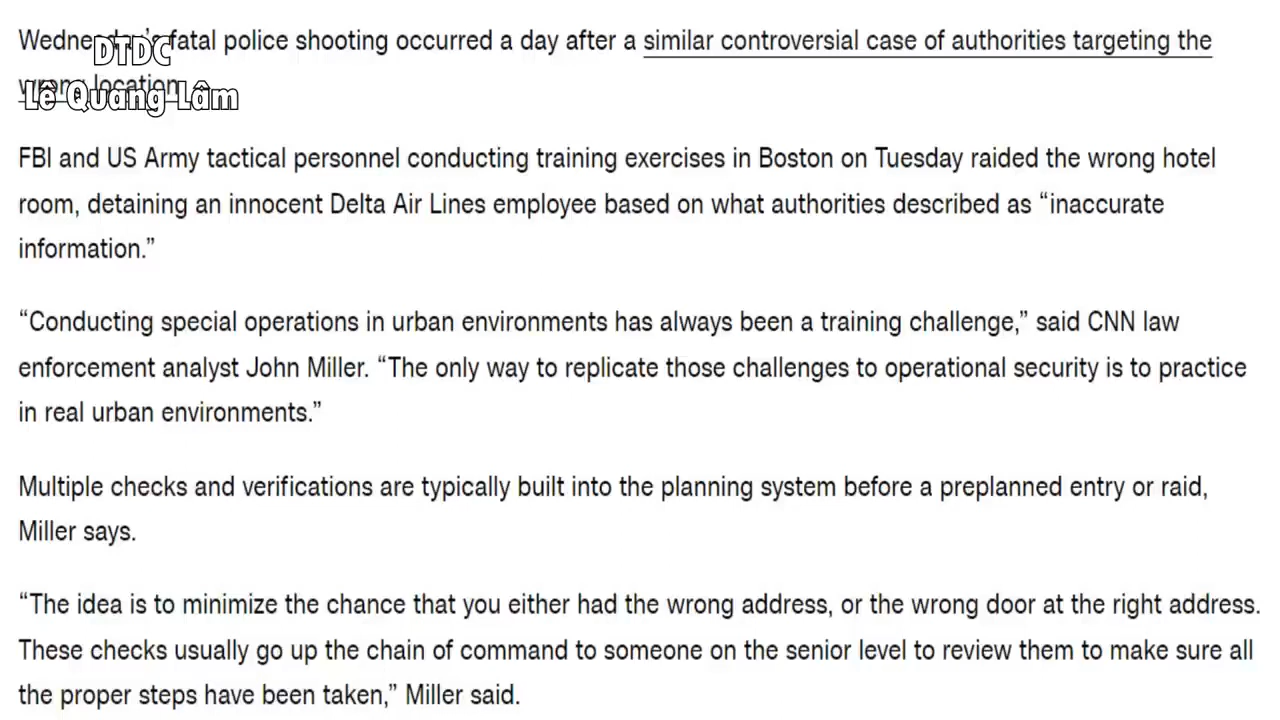 Wednesday's fatal police shooting occurred a day after a similar controversial case of authorities targeting the
wrong location
DTDC
Lê Quang Lâm
FBI and US Army tactical personnel conducting training exercises in Boston on Tuesday raided the wrong hotel
room, detaining an innocent Delta Air Lines employee based on what authorities described as “inaccurate
information.”
“Conducting special operations in urban environments has always been a training challenge,” said CNN law
enforcement analyst John Miller. “The only way to replicate those challenges to operational security is to practice
in real urban environments.”
Multiple checks and verifications are typically built into the planning system before a preplanned entry or raid,
Miller says.
“The idea is to minimize the chance that you either had the wrong address, or the wrong door at the right address.
These checks usually go up the chain of command to someone on the senior level to review them to make sure all
the proper steps have been taken,” Miller said.